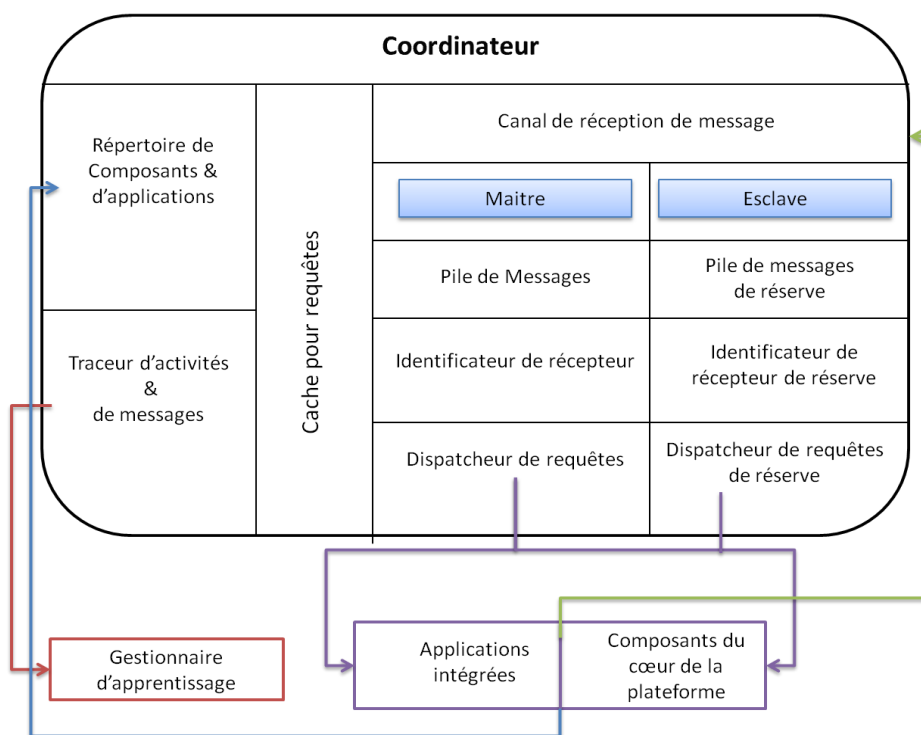 Coordinateur
Répertoire de
Composants &
d’applications
Traceur d’activités
&
de messages
Cache pour requêtes
Canal de réception de message
Maitre
Esclave
Pile de Messages
Pile de messages
de réserve
Identificateur de récepteur
Identificateur de
récepteur de réserve
Dispatcheur de requêtes
Dispatcheur de requêtes
de réserve
Gestionnaire
d’apprentissage
Applications
intégrées
Composants du
cœur de la
plateforme